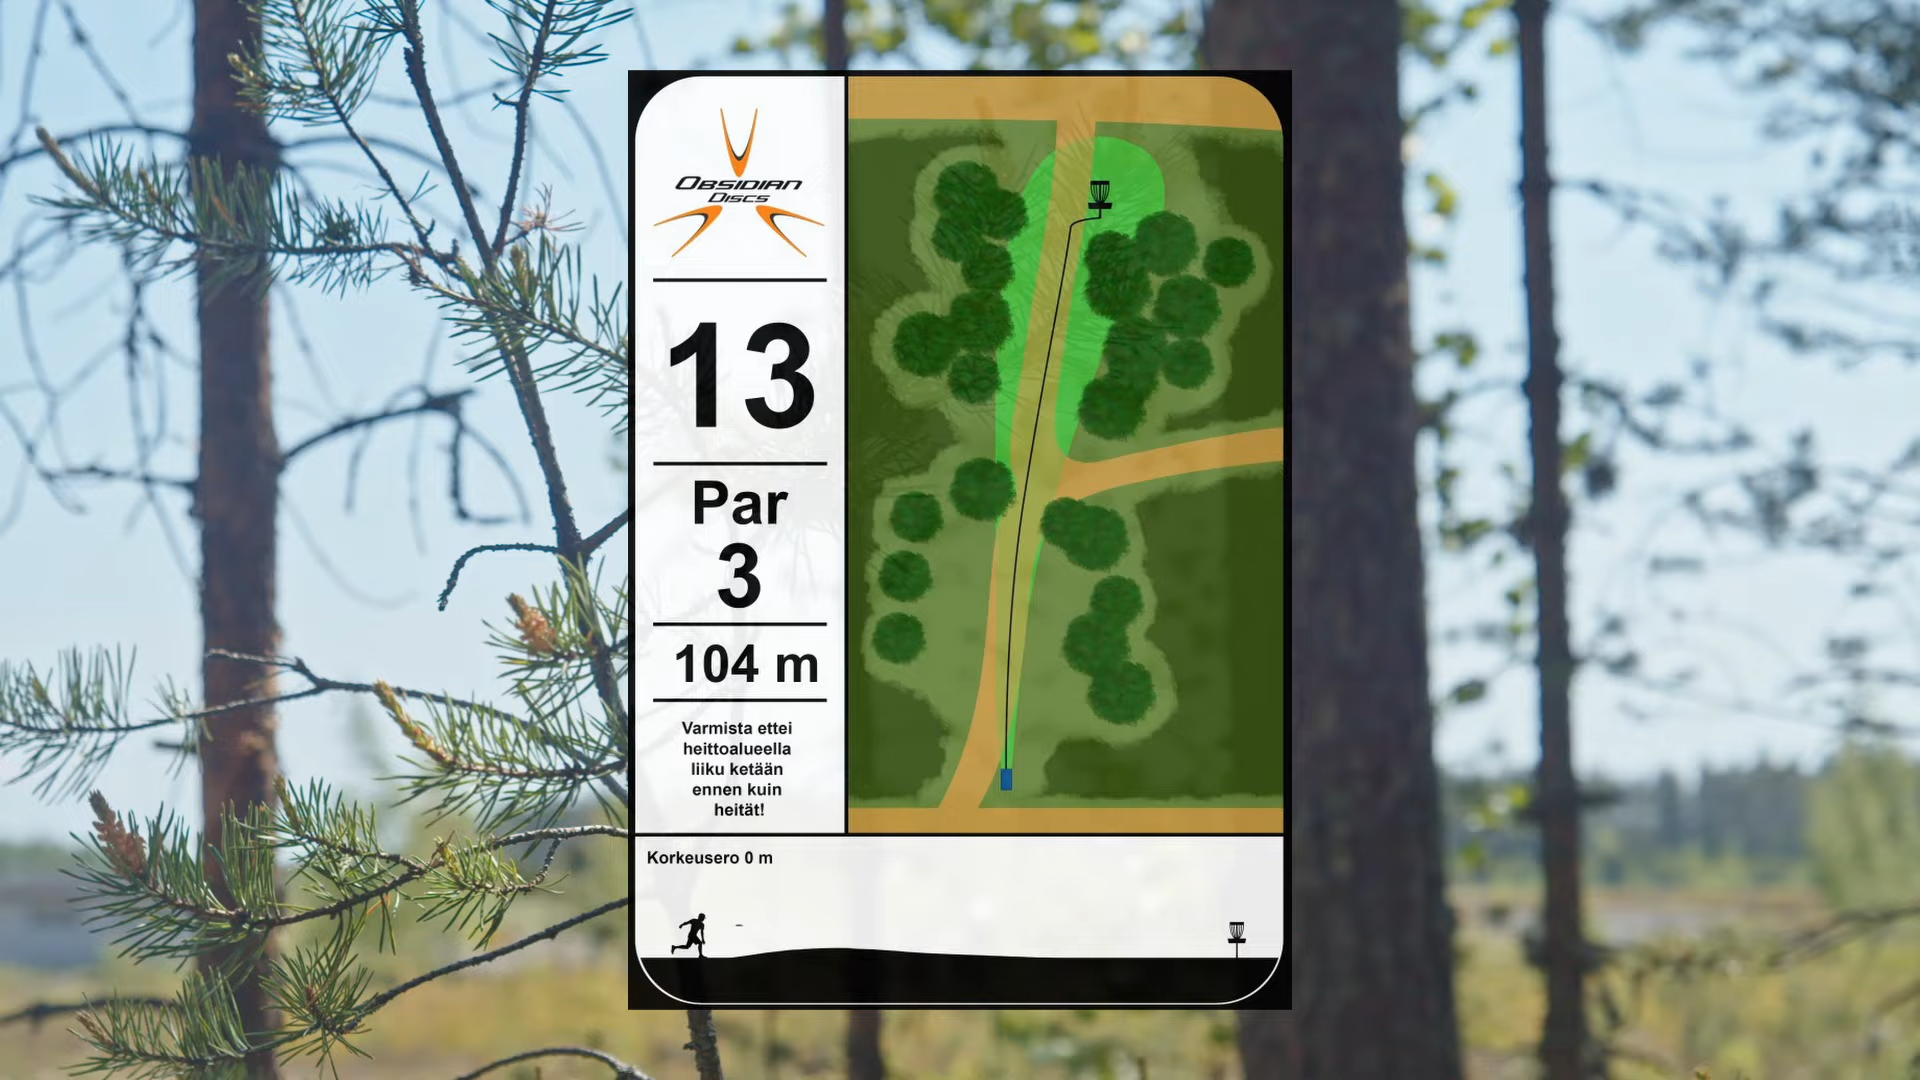 OBSIDIAN
DISCS
13
Par
3
104 m
Varmista ettei
heittoalueella
liiku ketään
ennen kuin
heität!
Korkeusero 0 m